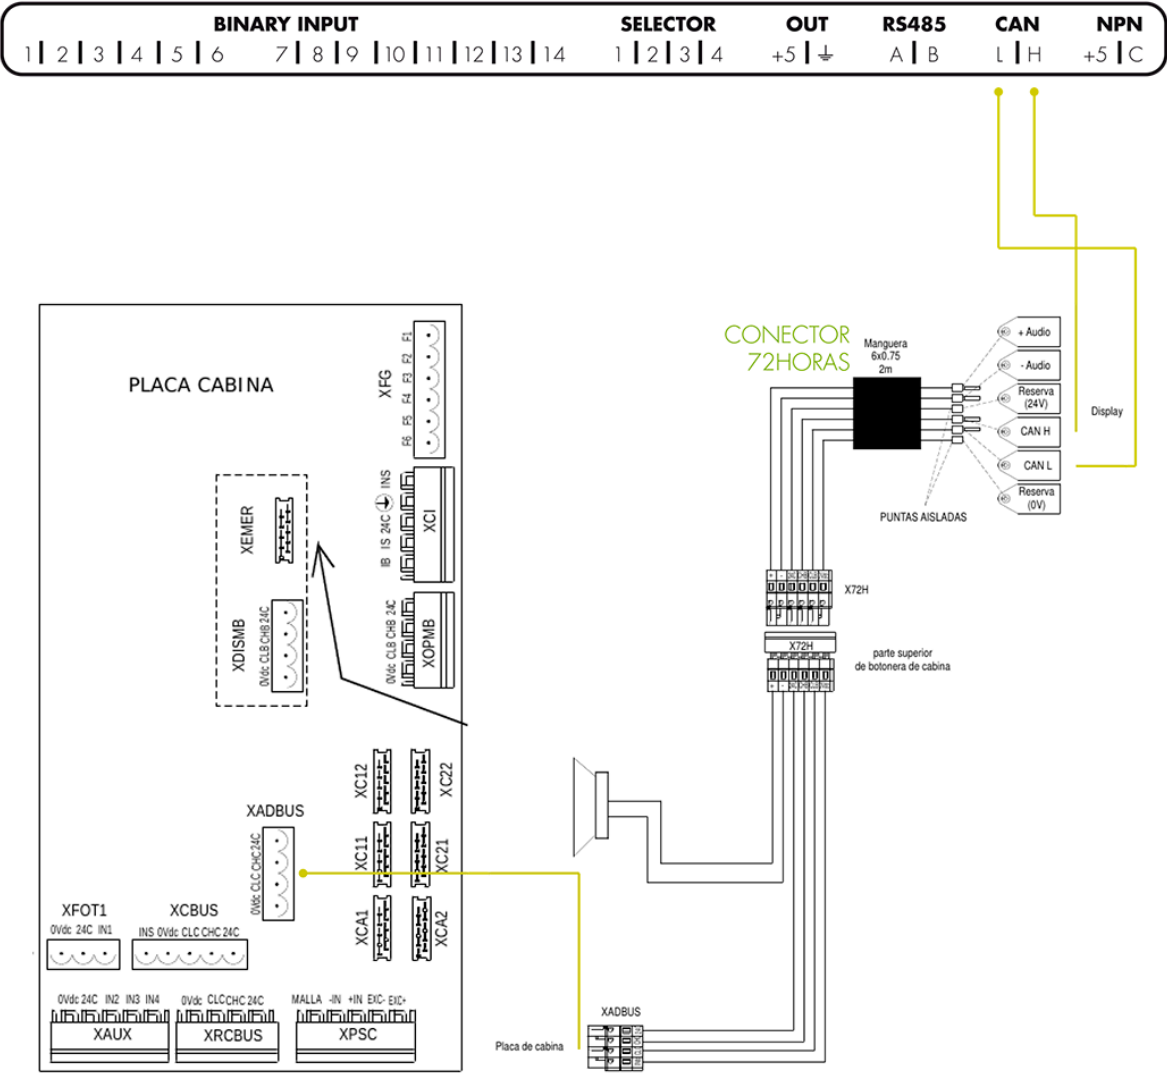 BINARY INPUT SELECTOR OUT RS485 CAN NPN
1 2 3 4 5 6 7 8 9 10 11 12 13 14 1 2 3 4 +5 A B L H +5 C
PLACA CABINA
XFG
F1
F2
F3
F4
F5
F6
XCI
IB IS 24C INS
XEMER
XDISMB
0Vdc CLB CHB 24C
XOPMB
0Vdc CLB CHB 24C
XC12
XC22
XC11
XC21
XCA1
XCA2
XADBUS
0Vdc CLC CHC 24C
XFOT1
0Vdc 24C IN1
XCBUS
INS 0Vdc CLC CHC 24C
0Vdc 24C IN2 IN3 IN4
XAUX
0Vdc CLC CHC 24C
XRCBUS
MALLA -IN +IN EXC- EXC+
XPSC
CONECTOR
72HORAS
Manguera
6x0.75
2m
+ Audio
- Audio
Reserva
(24V)
CAN H
CAN L
Reserva
(0V)
Display
PUNTAS AISLADAS
X72H
X72H
parte superior
de botonera de cabina
XADBUS
Placa de cabina